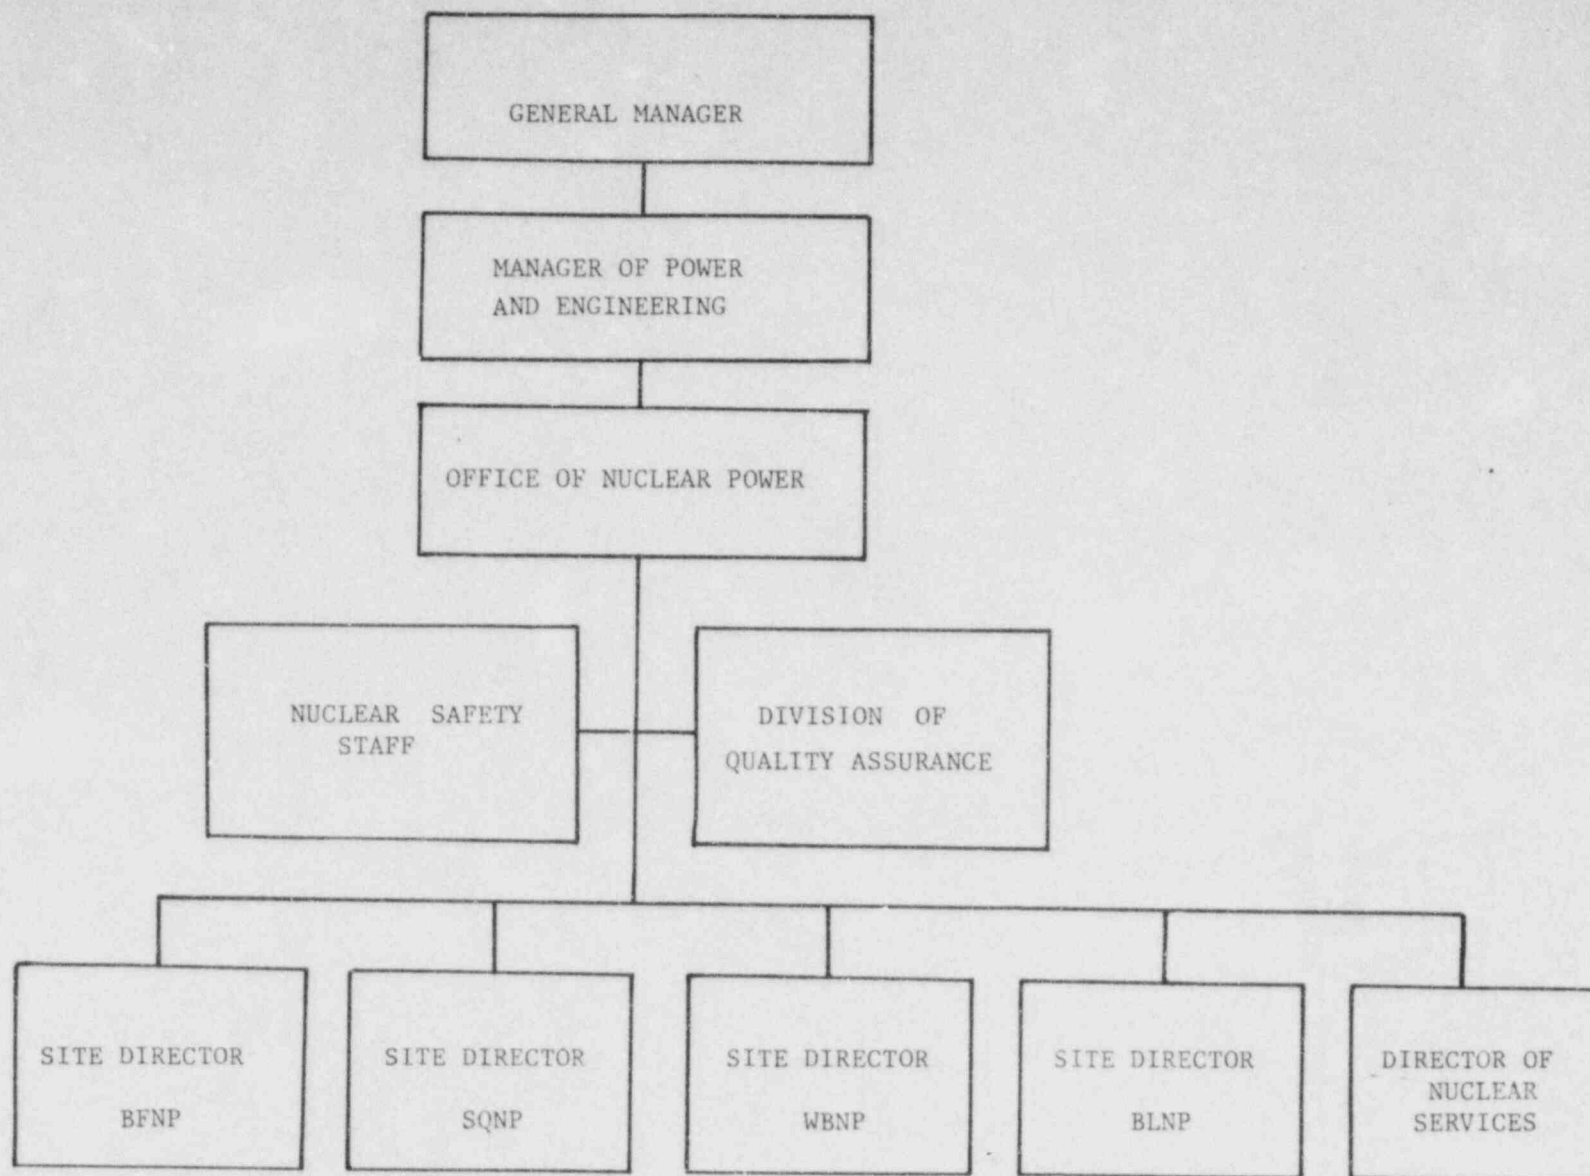 GENERAL MANAGER
MANAGER OF POWER
AND ENGINEERING
OFFICE OF NUCLEAR POWER
NUCLEAR SAFETY
STAFF
DIVISION OF
QUALITY ASSURANCE
SITE DIRECTOR
BFNP
SITE DIRECTOR
SQNP
SITE DIRECTOR
WBNP
SITE DIRECTOR
BLNP
DIRECTOR OF
NUCLEAR
SERVICES